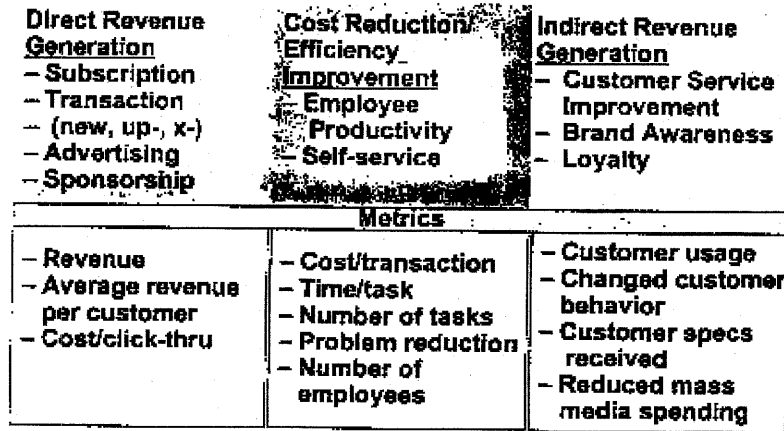 Direct Revenue
Generation
– Subscription
– Transaction
– (new, up-, x-)
– Advertising
– Sponsorship
Cost Reduction/
Efficiency
Improvement
– Employee
Productivity
– Self-service
Indirect Revenue
Generation
– Customer Service
Improvement
– Brand Awareness
– Loyalty
Metrics
– Revenue
– Average revenue
per customer
– Cost/click-thru
– Cost/transaction
– Time/task
– Number of tasks
– Problem reduction
– Number of
employees
– Customer usage
– Changed customer
behavior
– Customer specs
received
– Reduced mass
media spending